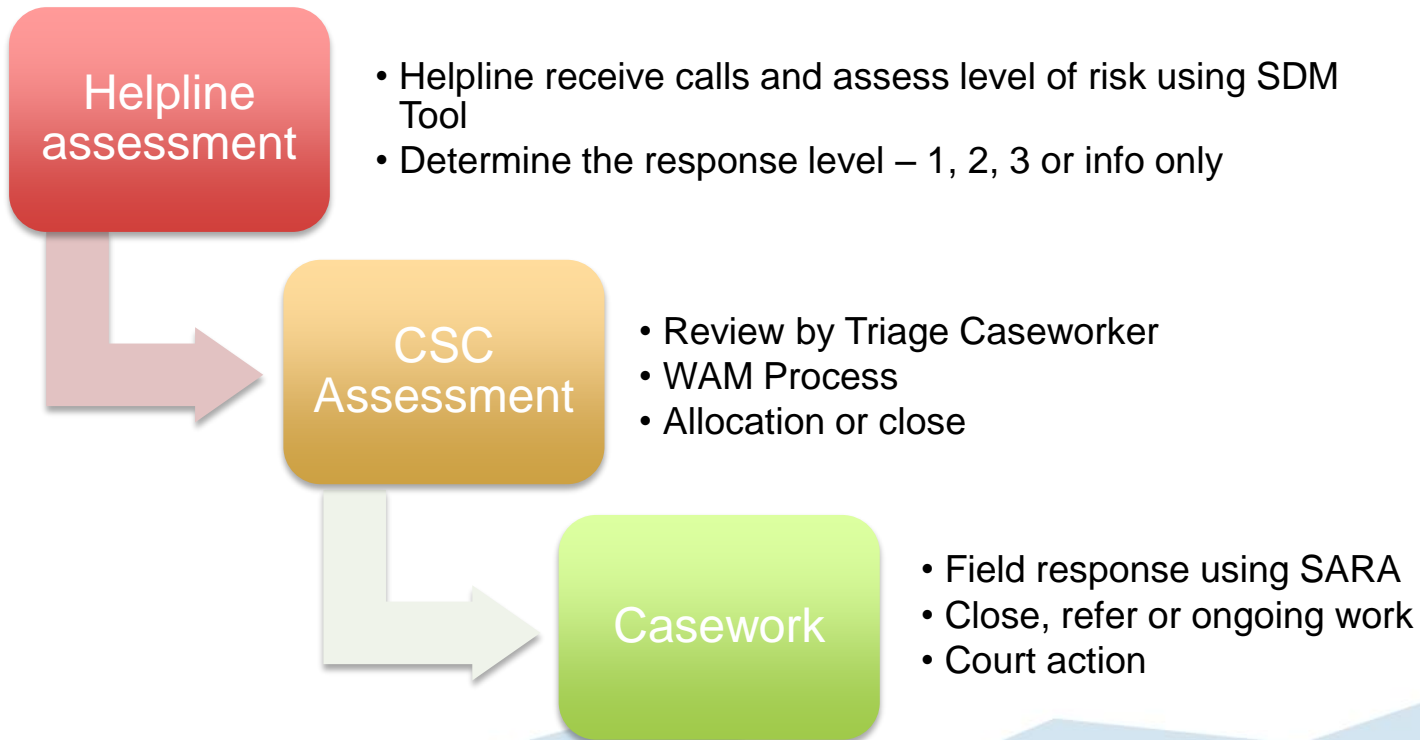 Helpline
assessment
• Helpline receive calls and assess level of risk using SDM
Tool
• Determine the response level – 1, 2, 3 or info only
CSC
Assessment
• Review by Triage Caseworker
• WAM Process
• Allocation or close
Casework
• Field response using SARA
• Close, refer or ongoing work
• Court action